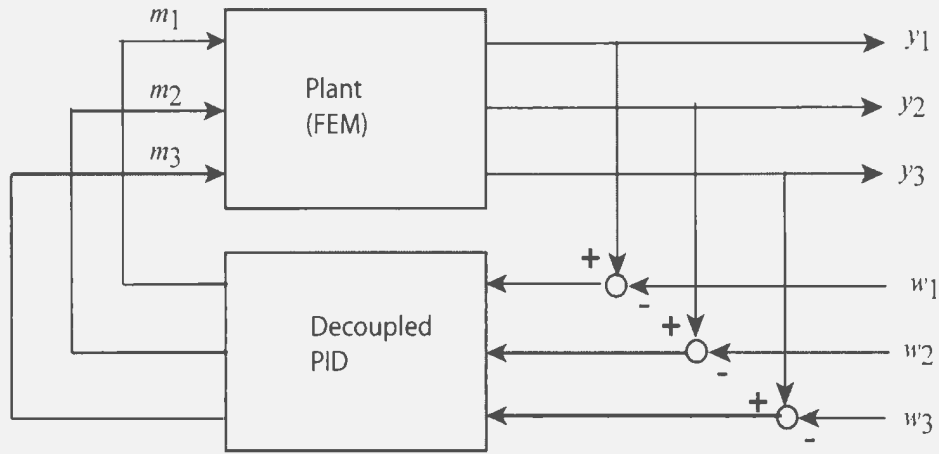 m1
y1
Plant
m2
y2
(FEM)
m3
y3
+
w1
-
Decoupled
+
PID
w2
-
+
w3
-